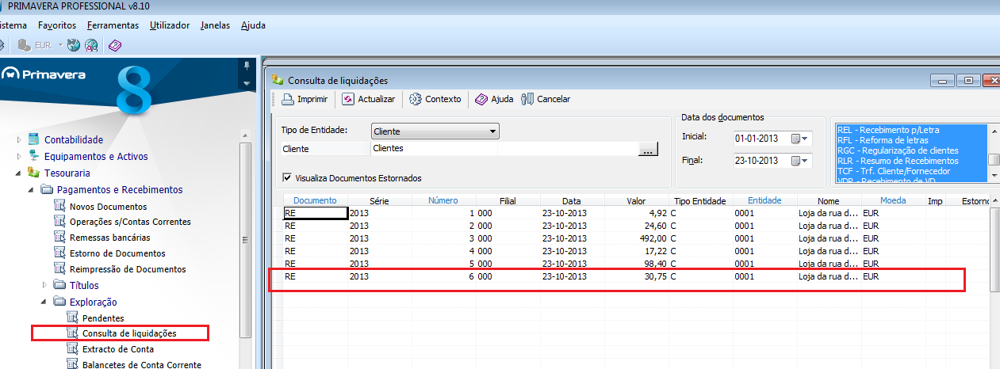 PRIMAVERA PROFESSIONAL v8.10
istema Favoritos Ferramentas Utilizador Janelas Ajuda
EUR
Primavera
8
Contabilidade
Equipamentos e Activos
Tesouraria
Pagamentos e Recebimentos
Novos Documentos
Operações s/Contas Correntes
Remessas bancárias
Estorno de Documentos
Reimpressão de Documentos
Títulos
Exploração
Pendentes
Consulta de liquidações
Extracto de Conta
Balancetes de Conta Corrente
Consulta de liquidações
Imprimir Actualizar Contexto Ajuda Cancelar
Tipo de Entidade: Cliente
Cliente Clientes ...
Visualiza Documentos Estornados
Data dos documentos
Inicial: 01-01-2013
Final: 23-10-2013
REL - Recebimento p/Letra
RFL - Reforma de letras
RGC - Regularização de clientes
RLR - Resumo de Recebimentos
TCF - Trf. Cliente/Fornecedor
VDR - Recebimento de VD
Documento Série Número Filial Data Valor Tipo Entidade Entidade Nome Moeda Imp Estorno
RE 2013 1 000 23-10-2013 4,92 C 0001 Loja da rua d... EUR
RE 2013 2 000 23-10-2013 24,60 C 0001 Loja da rua d... EUR
RE 2013 3 000 23-10-2013 492,00 C 0001 Loja da rua d... EUR
RE 2013 4 000 23-10-2013 17,22 C 0001 Loja da rua d... EUR
RE 2013 5 000 23-10-2013 98,40 C 0001 Loja da rua d... EUR
RE 2013 6 000 23-10-2013 30,75 C 0001 Loja da rua d... EUR